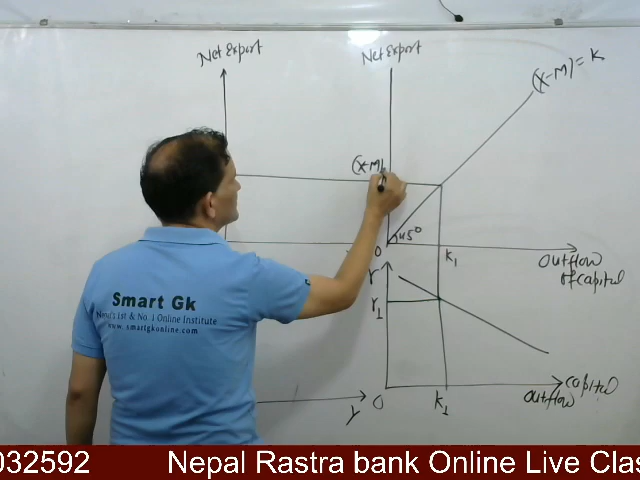 Net Export
Net Export
(X-M)=K
(X-M)
45°
O
K₁
outflow
of capital
r
r₁
Smart Gk
Nepal's 1st & No. 1 Online Institute
www.smartgkonline.com
Y
O
K₁
capital
outflow
032592 Nepal Rastra bank Online Live Clas